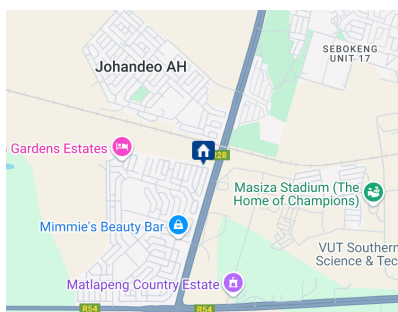 SEBOKENG
UNIT 17
Johandeo AH
Gardens Estates
28
Masiza Stadium (The
Home of Champions)
Mimmie's Beauty Bar
VUT Southern
Science & Tec
Matlapeng Country Estate
R54
R54